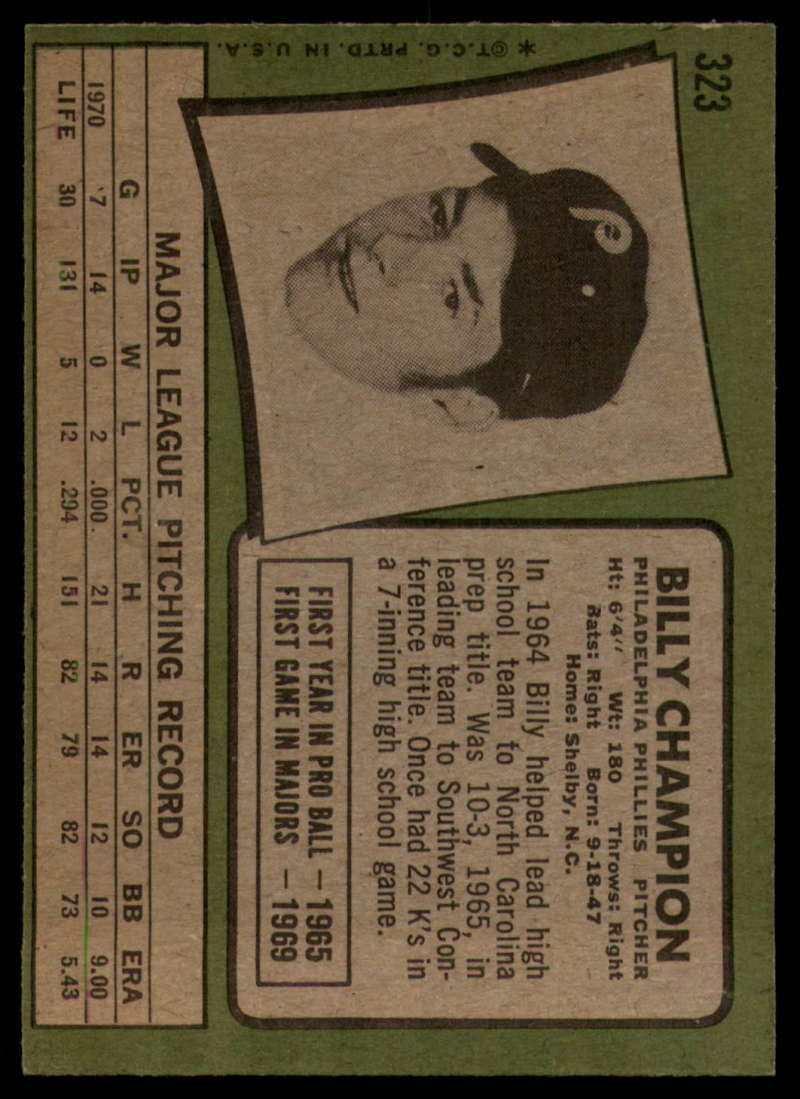 323
BILLY CHAMPION
PHILADELPHIA PHILLIES PITCHER
Ht: 6'4" Wt: 180 Throws: Right
Bats: Right Born: 9-18-47
Home: Shelby, N.C.
In 1964 Billy helped lead high
school team to North Carolina
prep title. Was 10-3, 1965, in
leading team to Southwest Con-
ference title. Once had 22 K's in
a 7-inning high school game.
FIRST YEAR IN PRO BALL – 1965
FIRST GAME IN MAJORS – 1969
P
MAJOR LEAGUE PITCHING RECORD
G IP W L PCT. H R ER SO BB ERA
1970 7 14 0 2 .000 21 14 14 12 10 9.00
LIFE 30 131 5 12 .294 151 82 79 82 73 5.43
* ©T.C.G. PRTD. IN U.S.A.